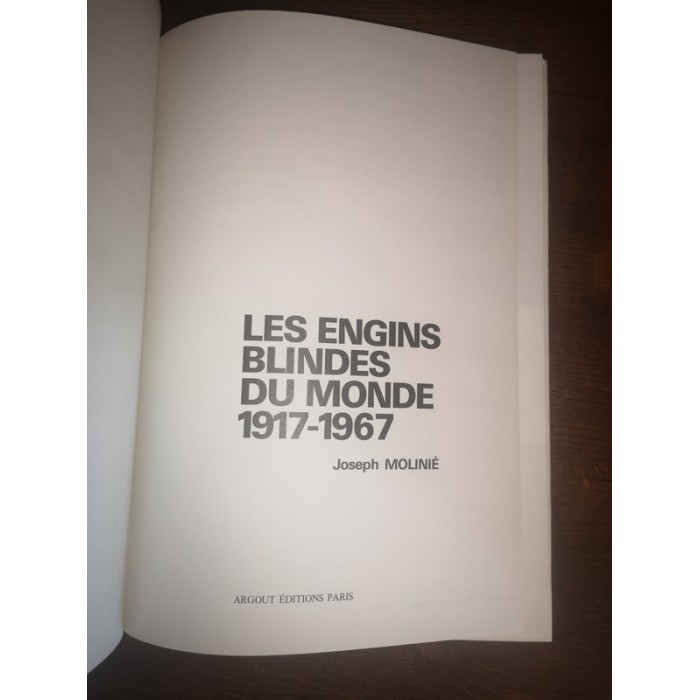 LES ENGINS
BLINDES
DU MONDE
1917-1967
Joseph MOLINIÉ
ARGOUT ÉDITIONS PARIS